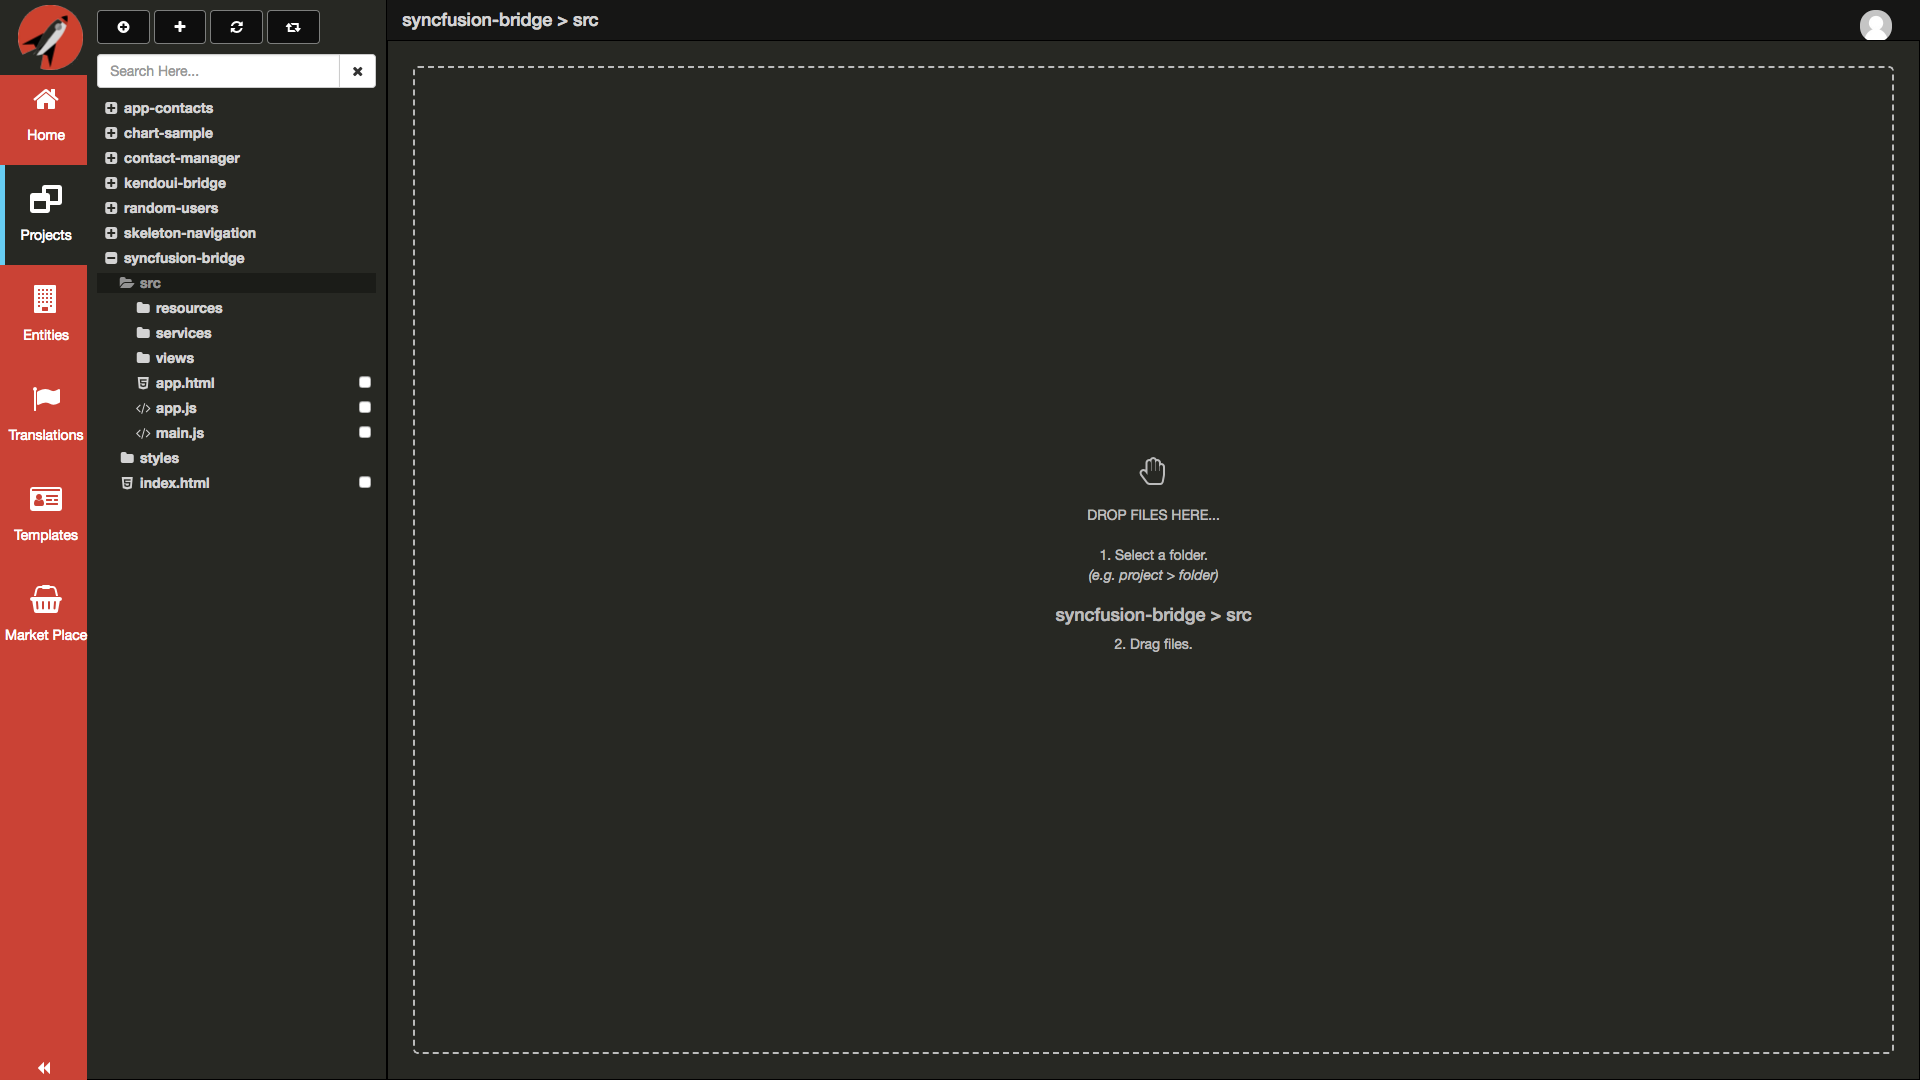 Home
Projects
Entities
Translations
Templates
Market Place
Search Here...
app-contacts
chart-sample
contact-manager
kendoui-bridge
random-users
skeleton-navigation
syncfusion-bridge
src
resources
services
views
app.html
app.js
main.js
styles
index.html
syncfusion-bridge > src
DROP FILES HERE...
1. Select a folder.
(e.g. project > folder)
syncfusion-bridge > src
2. Drag files.